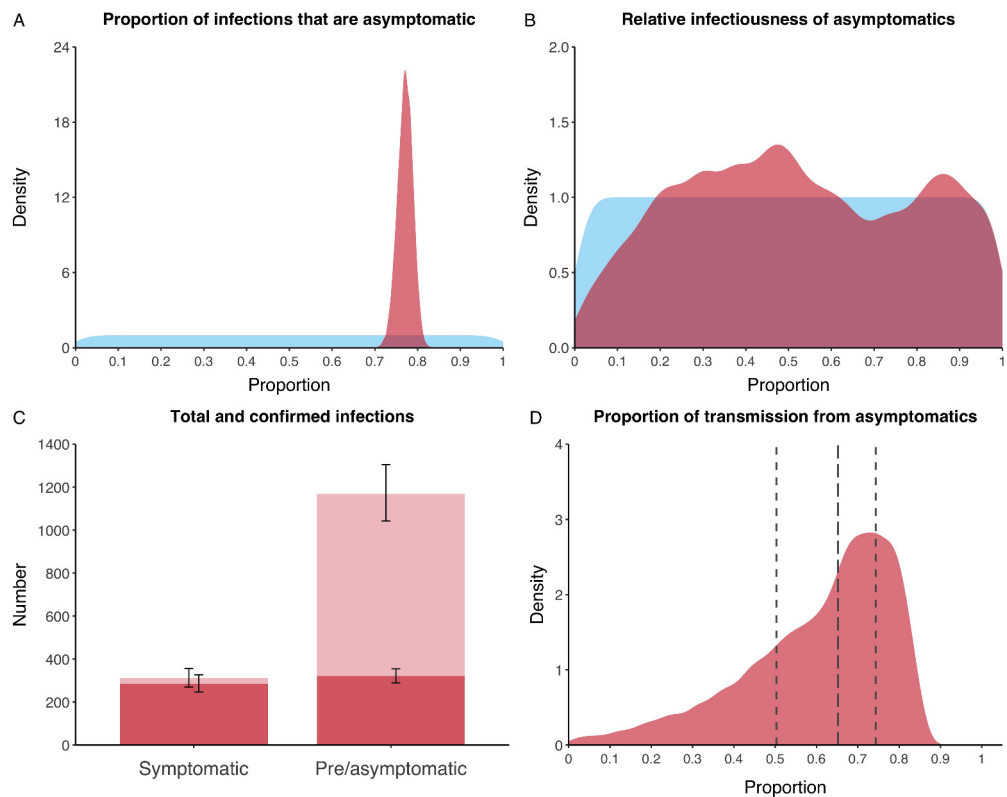 A
Proportion of infections that are asymptomatic
24
18
12
6
0
Density
0 0.1 0.2 0.3 0.4 0.5 0.6 0.7 0.8 0.9 1
Proportion
B
Relative infectiousness of asymptomatics
2.0
1.5
1.0
0.5
0.0
Density
0 0.1 0.2 0.3 0.4 0.5 0.6 0.7 0.8 0.9 1
Proportion
C
Total and confirmed infections
1400
1200
1000
800
600
400
200
0
Number
Symptomatic Pre/asymptomatic
D
Proportion of transmission from asymptomatics
4
3
2
1
0
Density
0 0.1 0.2 0.3 0.4 0.5 0.6 0.7 0.8 0.9 1
Proportion